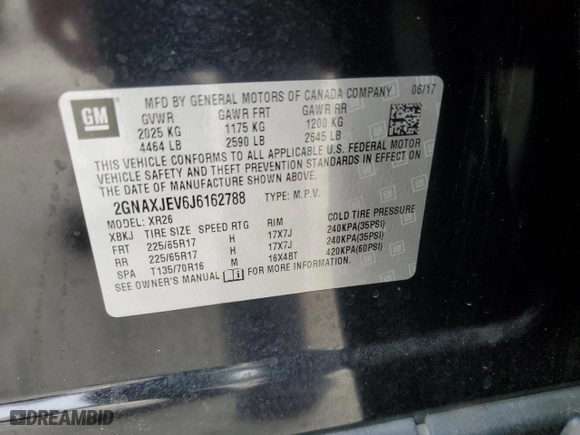 GM
MFD BY GENERAL MOTORS OF CANADA COMPANY 06/17
GVWR GAWR FRT GAWR RR
2025 KG 1175 KG 1200 KG
4464 LB 2590 LB 2645 LB
THIS VEHICLE CONFORMS TO ALL APPLICABLE U.S. FEDERAL MOTOR
VEHICLE SAFETY AND THEFT PREVENTION STANDARDS IN EFFECT ON
THE DATE OF MANUFACTURE SHOWN ABOVE.
2GNAXJEV6J6162788 TYPE: M.P.V.
MODEL: XR26
XBKJ TIRE SIZE SPEED RTG RIM COLD TIRE PRESSURE
FRT 225/65R17 H 17X7J 240KPA(35PSI)
RR 225/65R17 H 17X7J 240KPA(35PSI)
SPA T135/70R16 M 16X4BT 420KPA(60PSI)
SEE OWNER'S MANUAL FOR MORE INFORMATION.
DREAMBID